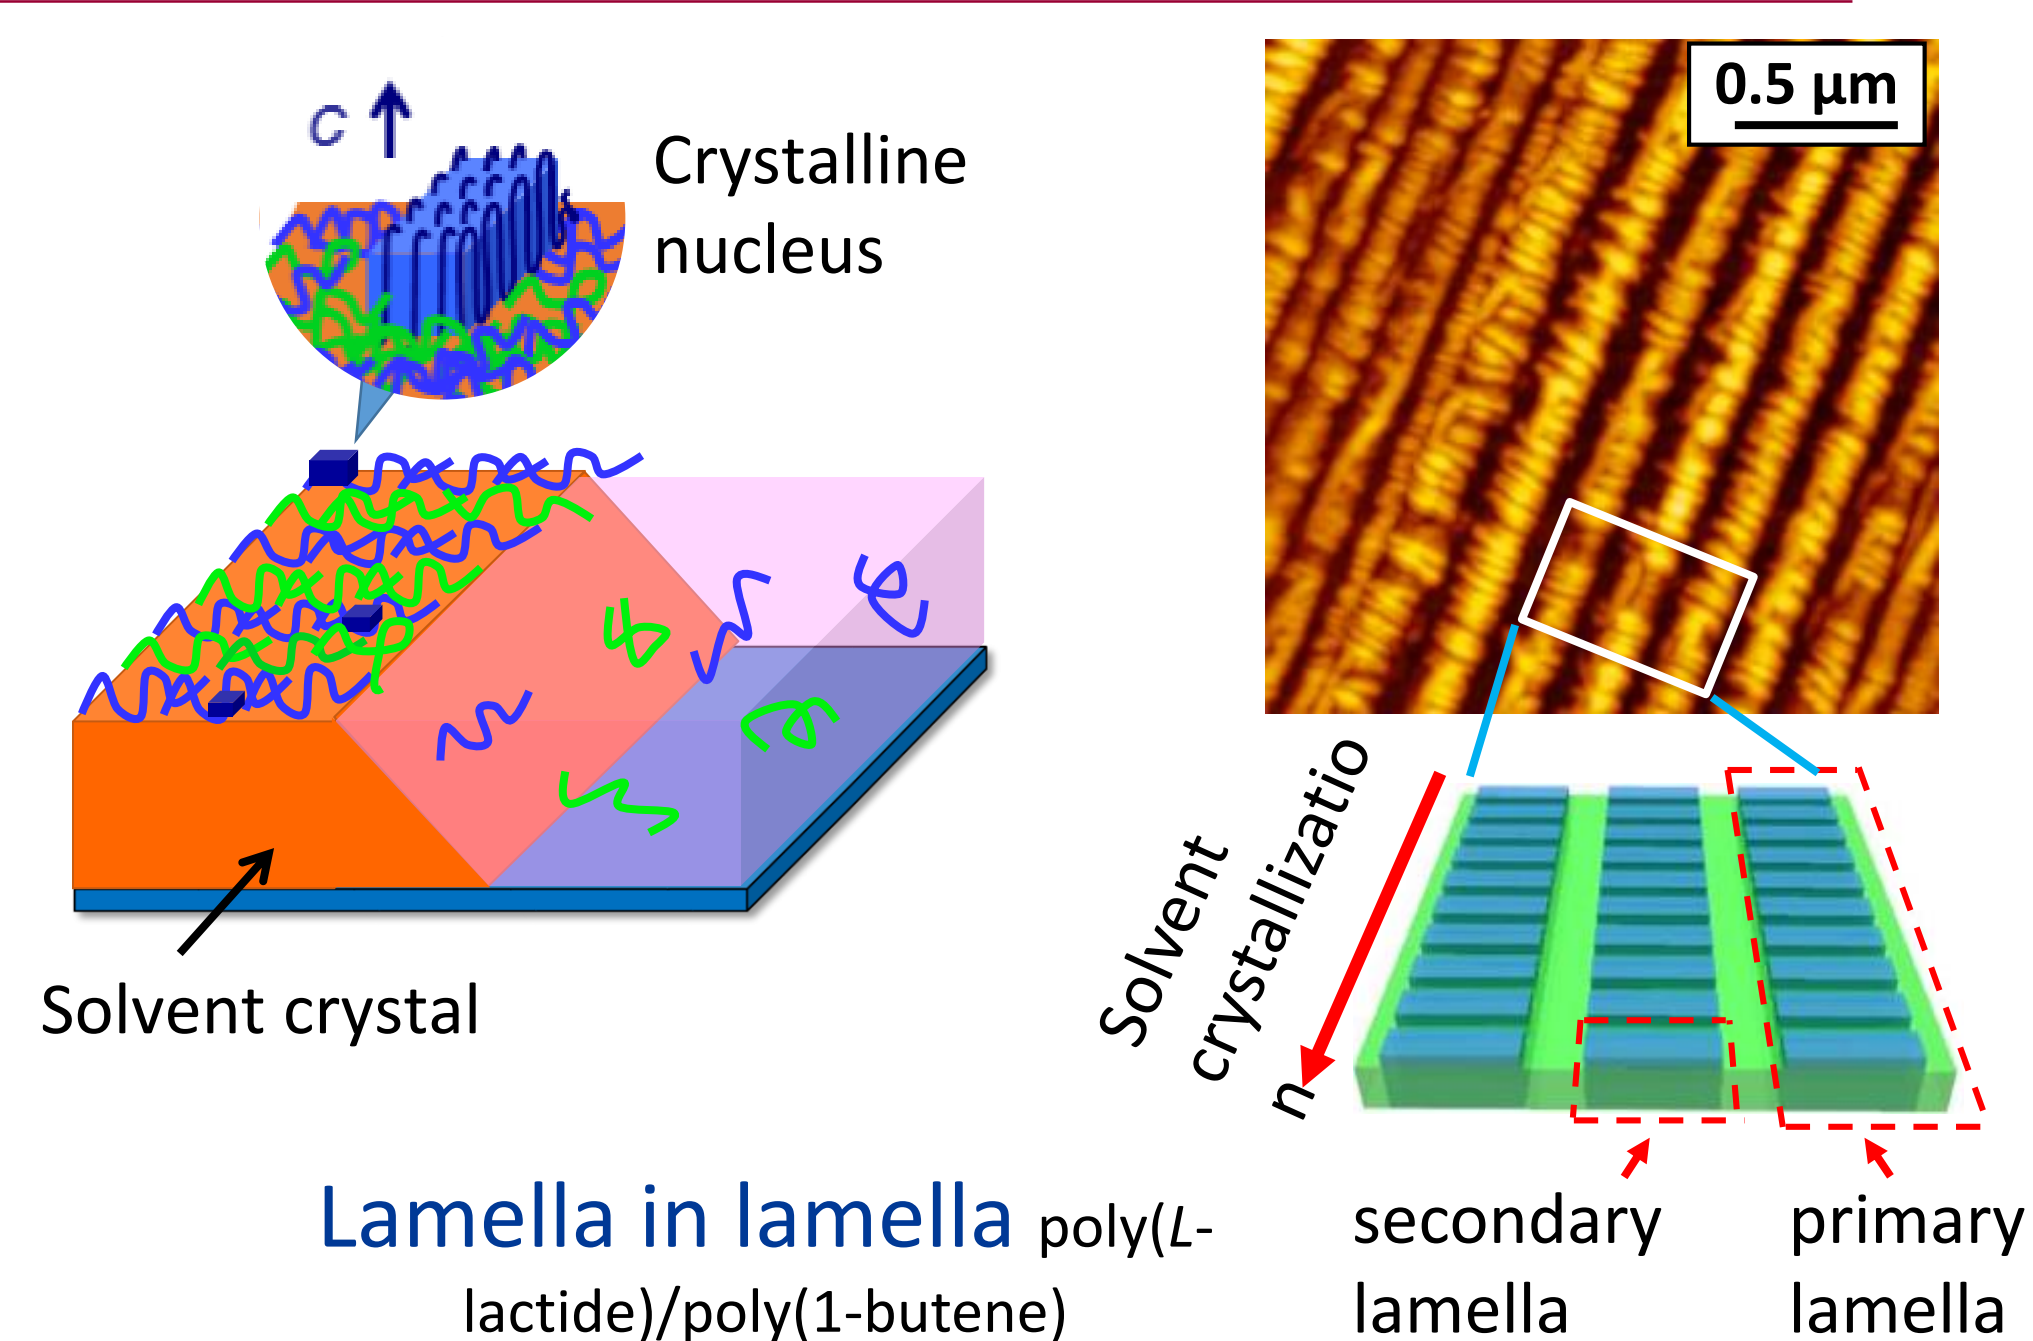 C
Crystalline
nucleus
0.5 µm
Solvent crystal
Solvent
crystallizatio
n
Lamella in lamella poly(L-
lactide)/poly(1-butene)
secondary
lamella
primary
lamella